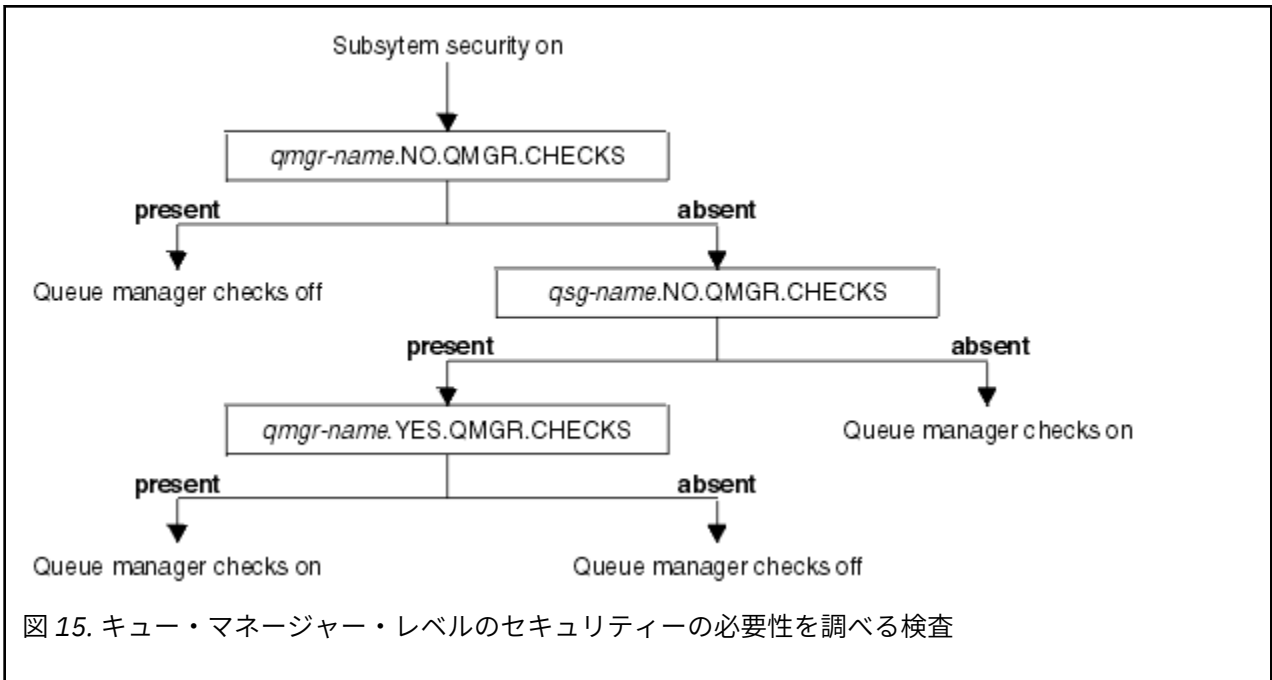 Subsytem security on
qmgr-name.NO.QMGR.CHECKS
present
absent
Queue manager checks off
qsg-name.NO.QMGR.CHECKS
present
absent
qmgr-name.YES.QMGR.CHECKS
Queue manager checks on
present
absent
Queue manager checks on
Queue manager checks off
図 15. キュー・マネージャー・レベルのセキュリティーの必要性を調べる検査